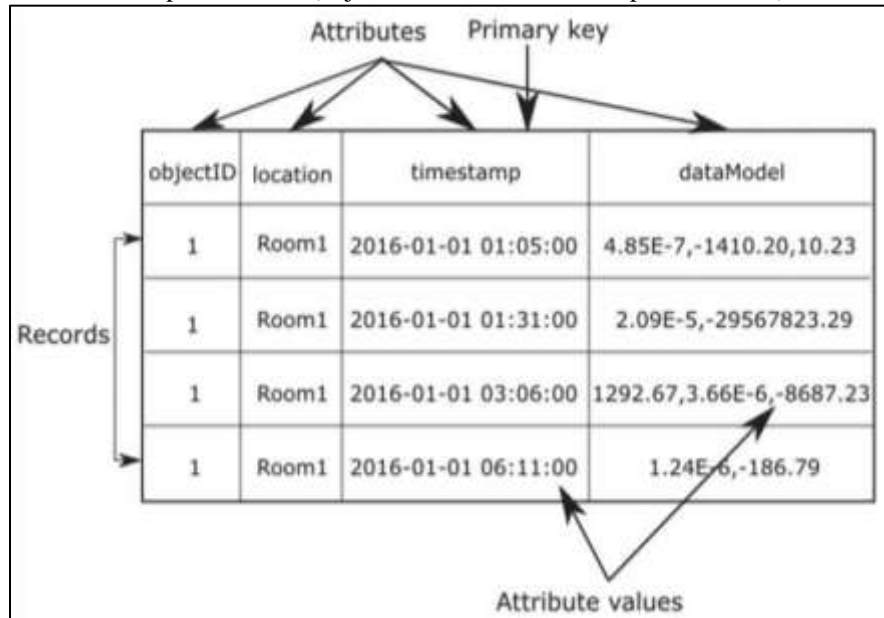 Attributes Primary key
objectID location timestamp dataModel
1 Room1 2016-01-01 01:05:00 4.85E-7,-1410.20,10.23
1 Room1 2016-01-01 01:31:00 2.09E-5,-29567823.29
Records
1 Room1 2016-01-01 03:06:00 1292.67,3.66E-6,-8687.23
1 Room1 2016-01-01 06:11:00 1.24E-6,-186.79
Attribute values